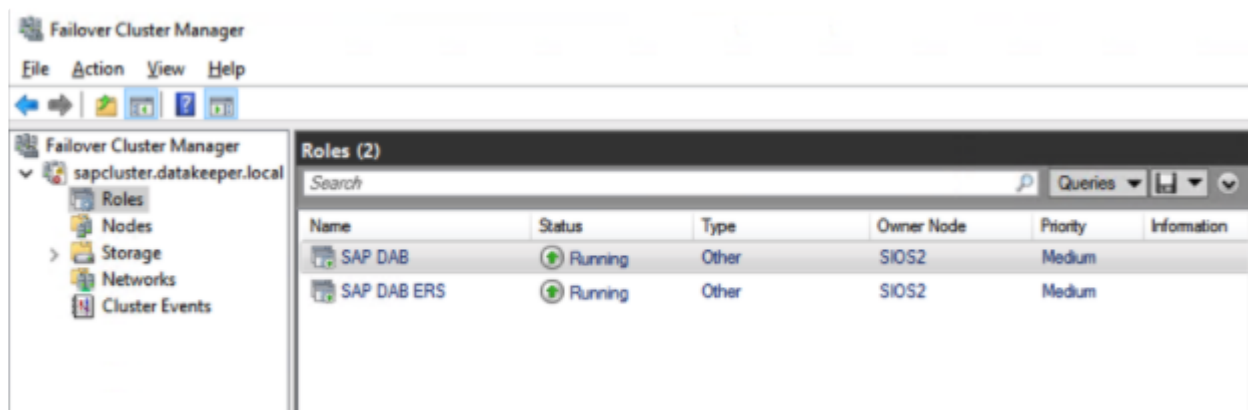 Failover Cluster Manager
File Action View Help
Failover Cluster Manager
sapcluster.datakeeper.local
Roles
Nodes
Storage
Networks
Cluster Events
Roles (2)
Search Queries
Name Status Type Owner Node Priority Information
SAP DAB Running Other SIOS2 Medium
SAP DAB ERS Running Other SIOS2 Medium